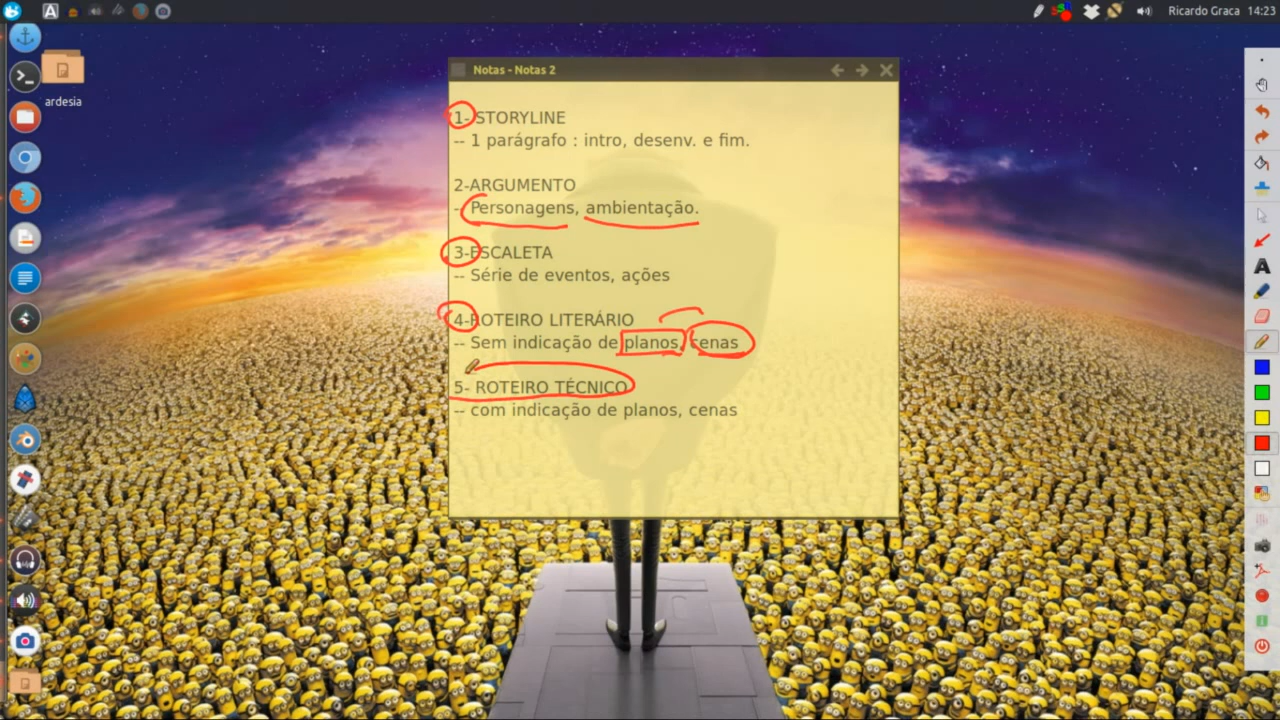 Ricardo Graca 14:23
ardesia
Notas - Notas 2
1- STORYLINE
-- 1 parágrafo : intro, desenv. e fim.
2-ARGUMENTO
- Personagens, ambientação.
3-ESCALETA
-- Série de eventos, ações
4-ROTEIRO LITERÁRIO
-- Sem indicação de planos, cenas
5- ROTEIRO TÉCNICO
-- com indicação de planos, cenas